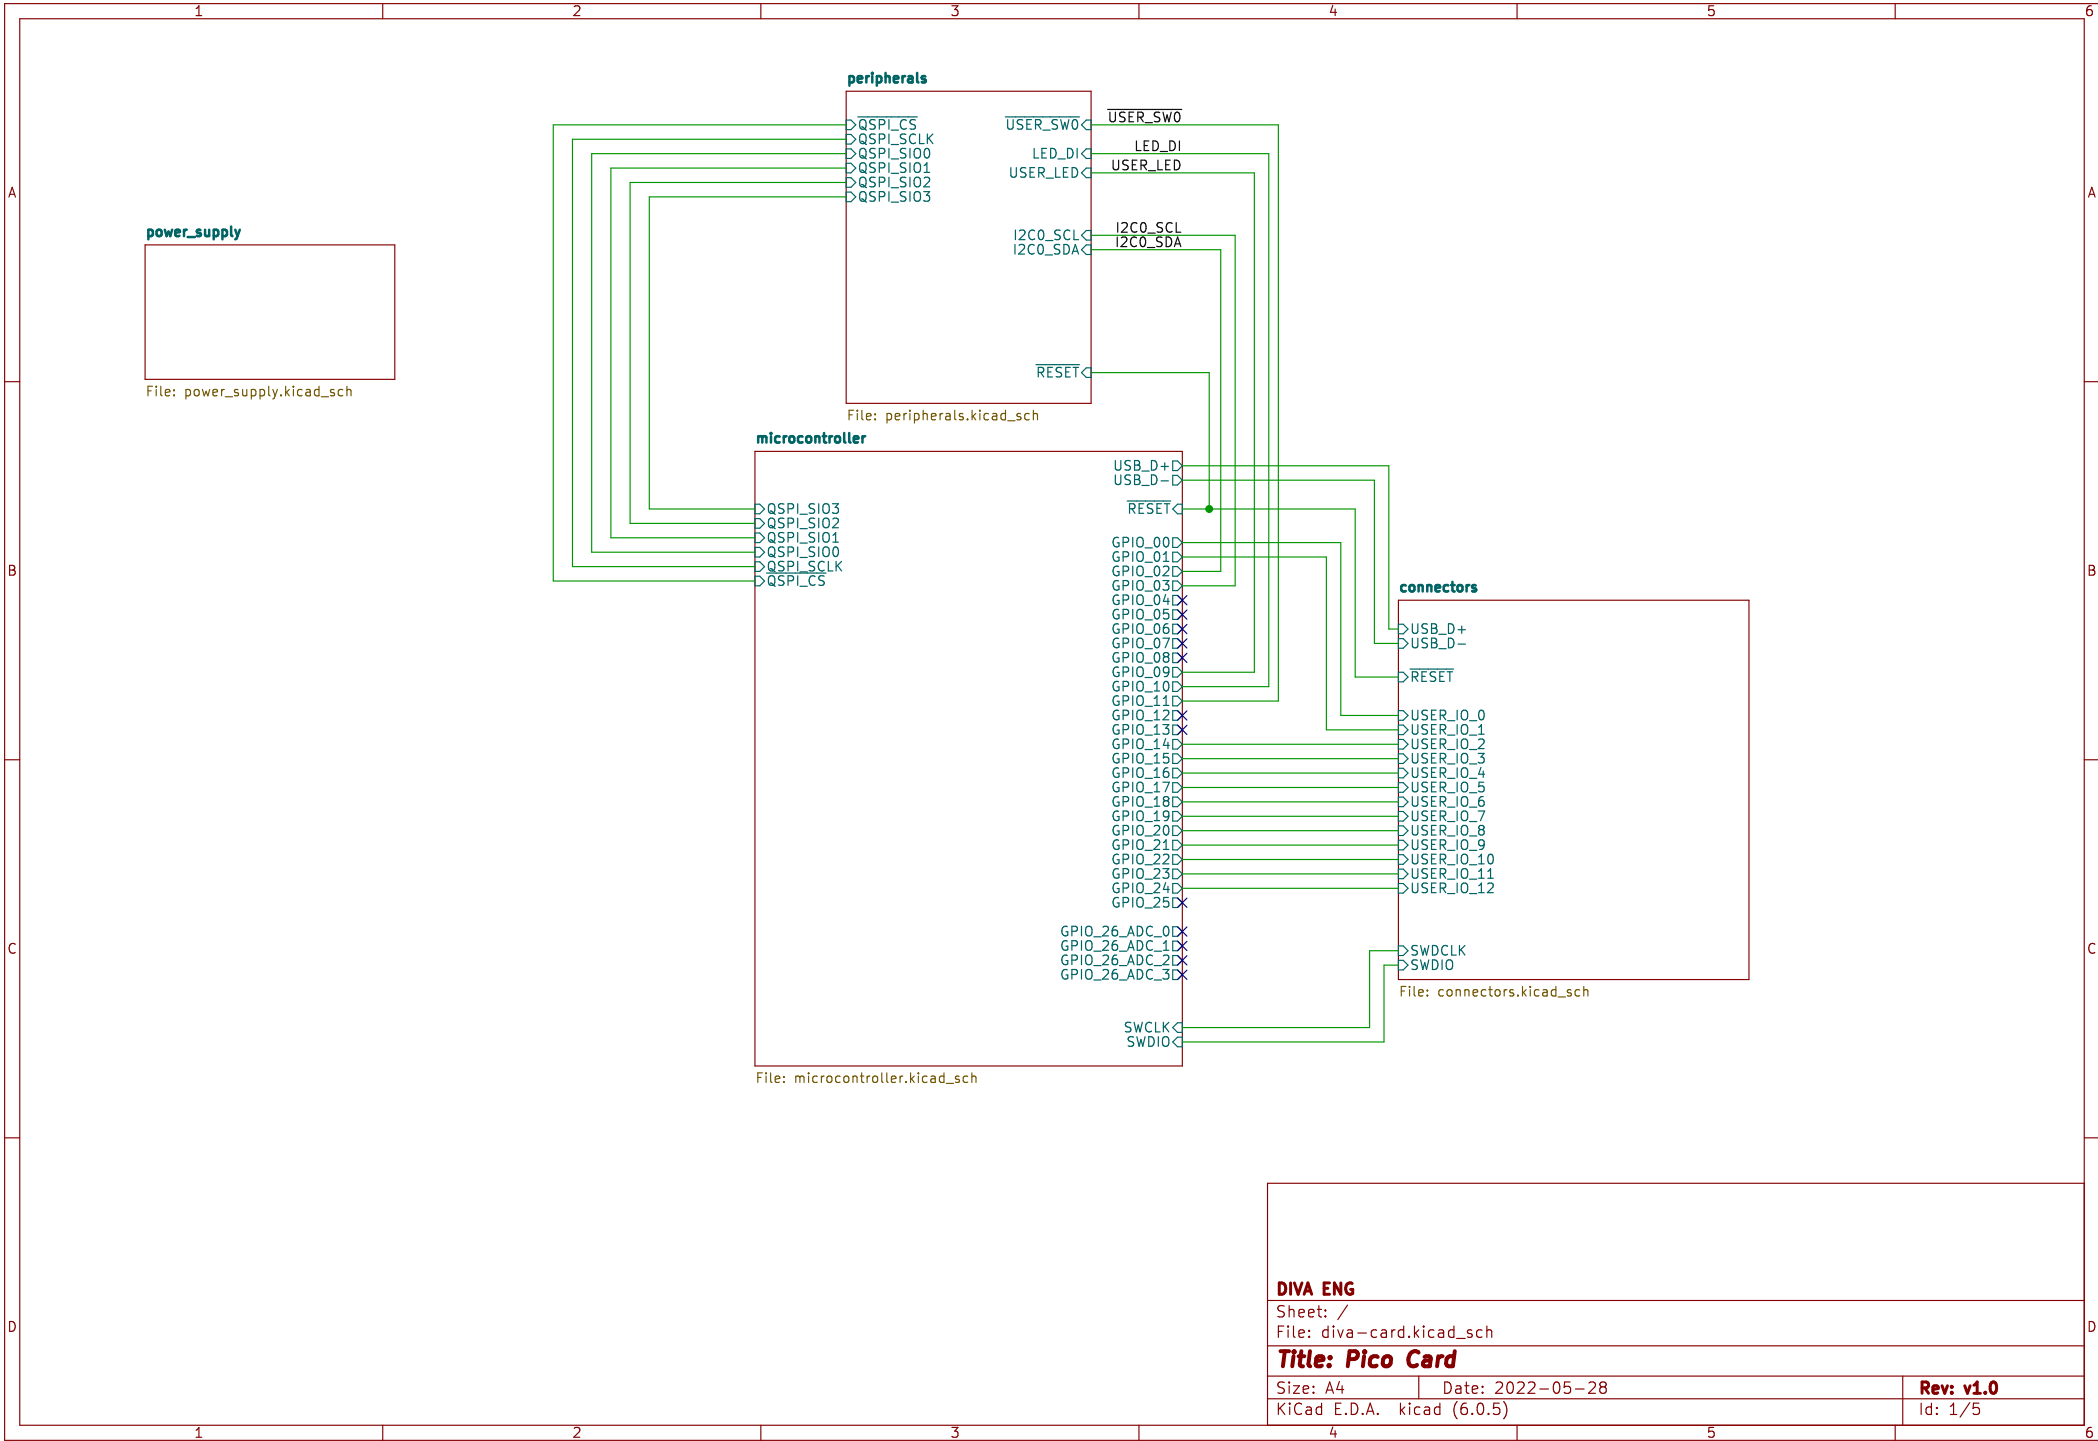 1 2 3 4 5 6
A
B
C
D
A
B
C
D
power_supply
File: power_supply.kicad_sch
peripherals
QSPI_CS
QSPI_SCLK
QSPI_SIO0
QSPI_SIO1
QSPI_SIO2
QSPI_SIO3
USER_SW0
LED_DI
USER_LED
I2C0_SCL
I2C0_SDA
RESET
USER_SW0
LED_DI
USER_LED
I2C0_SCL
I2C0_SDA
File: peripherals.kicad_sch
microcontroller
QSPI_SIO3
QSPI_SIO2
QSPI_SIO1
QSPI_SIO0
QSPI_SCLK
QSPI_CS
USB_D+
USB_D-
RESET
GPIO_00
GPIO_01
GPIO_02
GPIO_03
GPIO_04
GPIO_05
GPIO_06
GPIO_07
GPIO_08
GPIO_09
GPIO_10
GPIO_11
GPIO_12
GPIO_13
GPIO_14
GPIO_15
GPIO_16
GPIO_17
GPIO_18
GPIO_19
GPIO_20
GPIO_21
GPIO_22
GPIO_23
GPIO_24
GPIO_25
GPIO_26_ADC_0
GPIO_26_ADC_1
GPIO_26_ADC_2
GPIO_26_ADC_3
SWCLK
SWDIO
File: microcontroller.kicad_sch
connectors
USB_D+
USB_D-
RESET
USER_IO_0
USER_IO_1
USER_IO_2
USER_IO_3
USER_IO_4
USER_IO_5
USER_IO_6
USER_IO_7
USER_IO_8
USER_IO_9
USER_IO_10
USER_IO_11
USER_IO_12
SWDCLK
SWDIO
File: connectors.kicad_sch
DIVA ENG
Sheet: /
File: diva-card.kicad_sch
Title: Pico Card
Size: A4 Date: 2022-05-28 Rev: v1.0
KiCad E.D.A. kicad (6.0.5) Id: 1/5
1 2 3 4 5 6